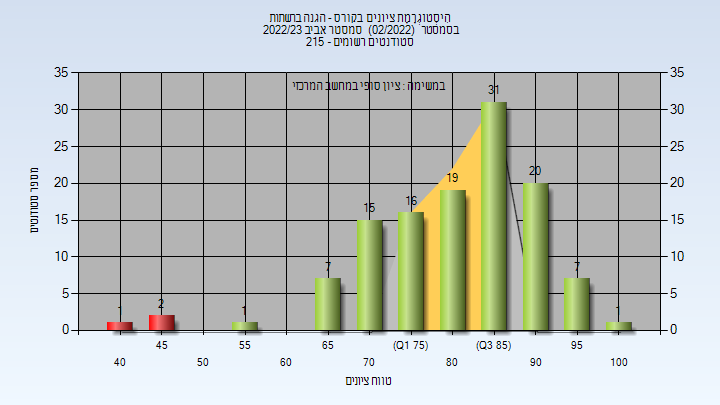 היסטוגרמת ציונים בקורס - הגנה ברשתות
בסמסטר (02/2022) סמסטר אביב 2022/23
סטודנטים רשומים - 215
במשימה : ציון סופי במחשב המרכזי
מספר סטודנטים
35 35
30 30
25 25
20 20
15 15
10 10
5 5
0 0
1 2 1 7 15 16 19 31 20 7 1
45 55 65 (Q1 75) (Q3 85) 95
40 50 60 70 80 90 100
טווח ציונים